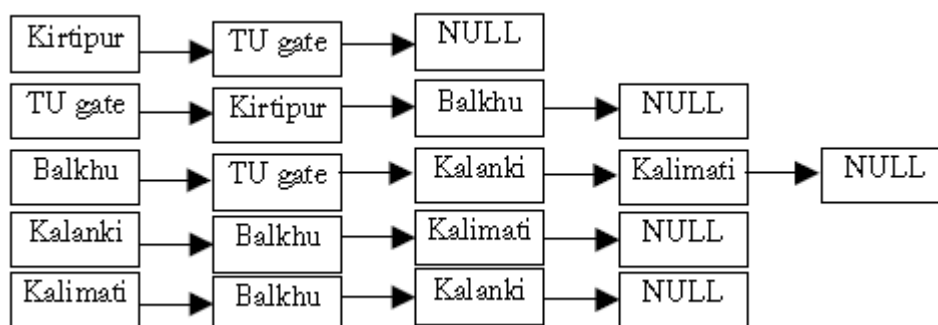 Kirtipur TU gate NULL
TU gate Kirtipur Balkhu NULL
Balkhu TU gate Kalanki Kalimati NULL
Kalanki Balkhu Kalimati NULL
Kalimati Balkhu Kalanki NULL